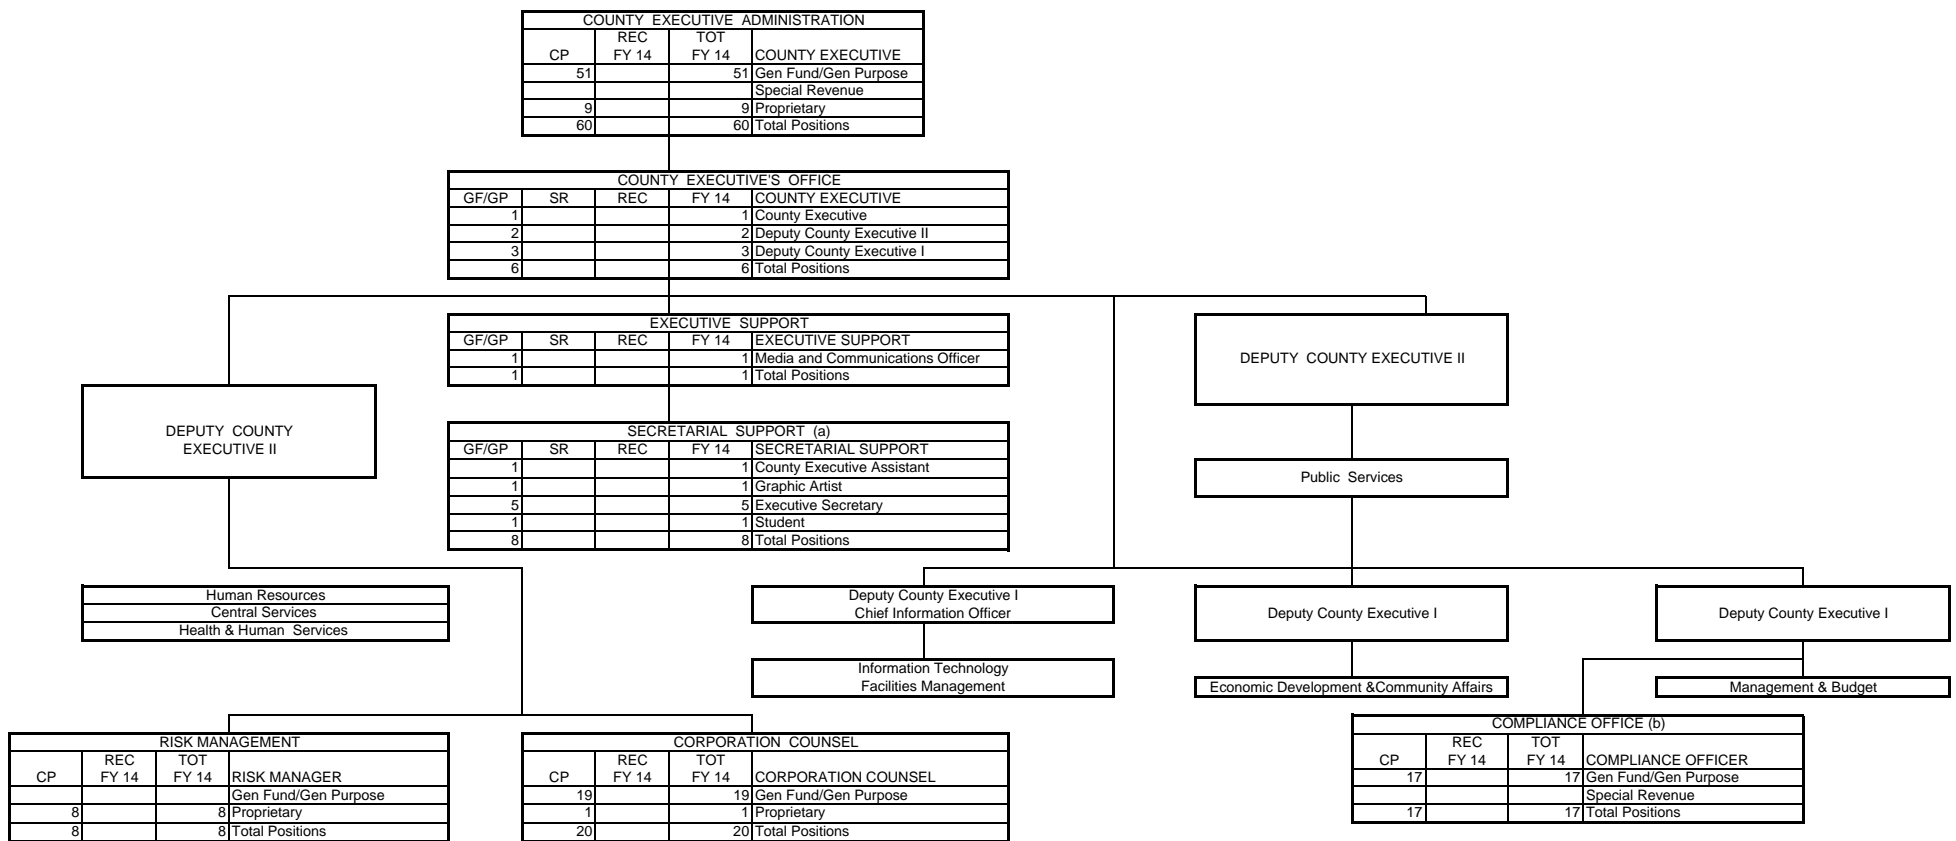 COUNTY EXECUTIVE ADMINISTRATION
REC TOT
CP FY 14 FY 14 COUNTY EXECUTIVE
51 51 Gen Fund/Gen Purpose
Special Revenue
9 9 Proprietary
60 60 Total Positions
COUNTY EXECUTIVE'S OFFICE
GF/GP SR REC FY 14 COUNTY EXECUTIVE
1 1 County Executive
2 2 Deputy County Executive II
3 3 Deputy County Executive I
6 6 Total Positions
EXECUTIVE SUPPORT
GF/GP SR REC FY 14 EXECUTIVE SUPPORT
1 1 Media and Communications Officer
1 1 Total Positions
DEPUTY COUNTY EXECUTIVE II
DEPUTY COUNTY
EXECUTIVE II
SECRETARIAL SUPPORT (a)
GF/GP SR REC FY 14 SECRETARIAL SUPPORT
1 1 County Executive Assistant
1 1 Graphic Artist
5 5 Executive Secretary
1 1 Student
8 8 Total Positions
Public Services
Human Resources
Central Services
Health & Human Services
Deputy County Executive I
Chief Information Officer
Deputy County Executive I
Deputy County Executive I
Information Technology
Facilities Management
Economic Development &Community Affairs
Management & Budget
RISK MANAGEMENT
REC TOT
CP FY 14 FY 14 RISK MANAGER
Gen Fund/Gen Purpose
8 8 Proprietary
8 8 Total Positions
CORPORATION COUNSEL
REC TOT
CP FY 14 FY 14 CORPORATION COUNSEL
19 19 Gen Fund/Gen Purpose
1 1 Proprietary
20 20 Total Positions
COMPLIANCE OFFICE (b)
REC TOT
CP FY 14 FY 14 COMPLIANCE OFFICER
17 17 Gen Fund/Gen Purpose
Special Revenue
17 17 Total Positions